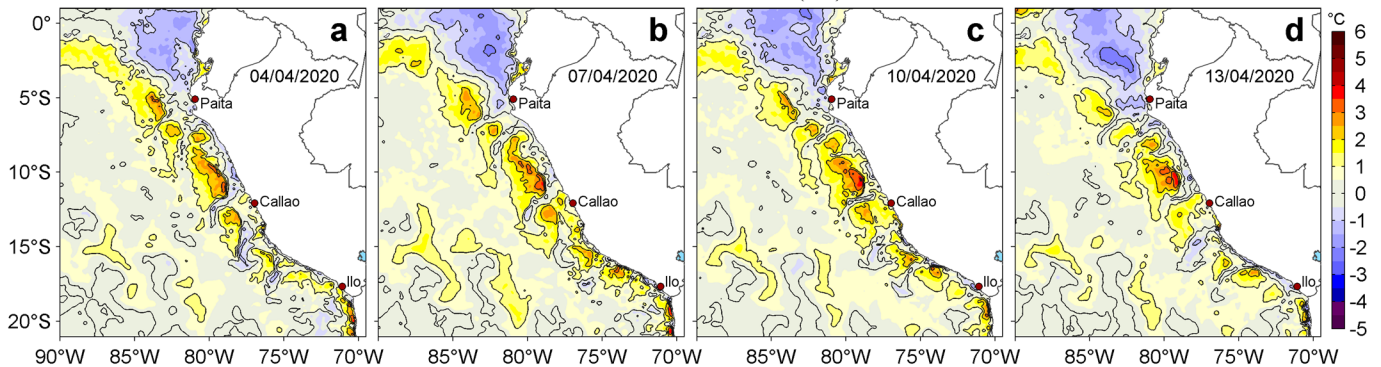 a
b
c
d
°C
04/04/2020
07/04/2020
10/04/2020
13/04/2020
Paita
Paita
Paita
Paita
Callao
Callao
Callao
Callao
Ilo
Ilo
Ilo
Ilo
0°
5°S
10°S
15°S
20°S
90°W 85°W 80°W 75°W 70°W
85°W 80°W 75°W 70°W
85°W 80°W 75°W 70°W
85°W 80°W 75°W 70°W
6
5
4
3
2
1
0
-1
-2
-3
-4
-5